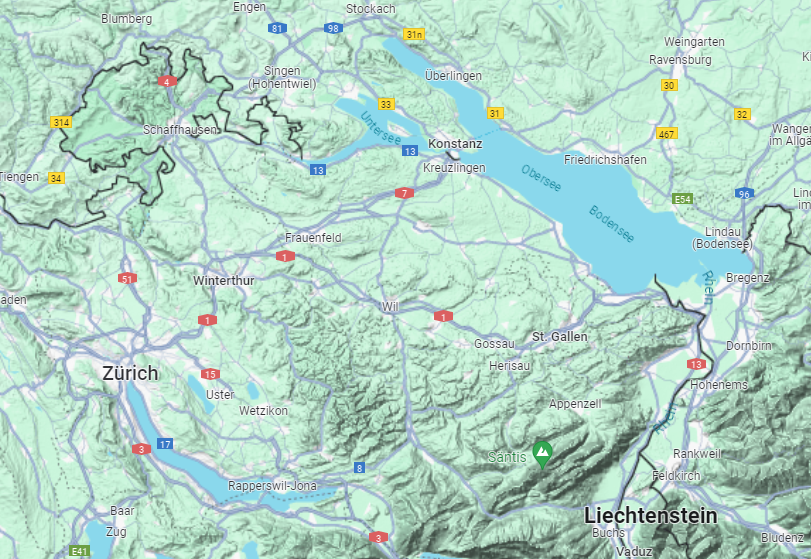 Engen
Stockach
Blumberg
81
98
31n
Weingarten
Ravensburg
Singen
(Hohentwiel)
4
Überlingen
30
33
31
32
314
Schaffhausen
Untersee
467
Wangen
im Allgä
Konstanz
13
Friedrichshafen
Kreuzlingen
13
Tiengen
34
Obersee
7
E54
96
Bodensee
Lindau
(Bodensee)
Frauenfeld
1
51
Winterthur
Rhein
Bregenz
aden
Wil
1
1
St. Gallen
Gossau
Dornbirn
Herisau
13
Zürich
15
Hohenems
Uster
Wetzikon
Appenzell
Rhein
3
17
Säntis
Rankweil
8
Feldkirch
Rapperswil-Jona
Baar
Liechtenstein
Zug
Buchs
3
Bludenz
E41
Vaduz